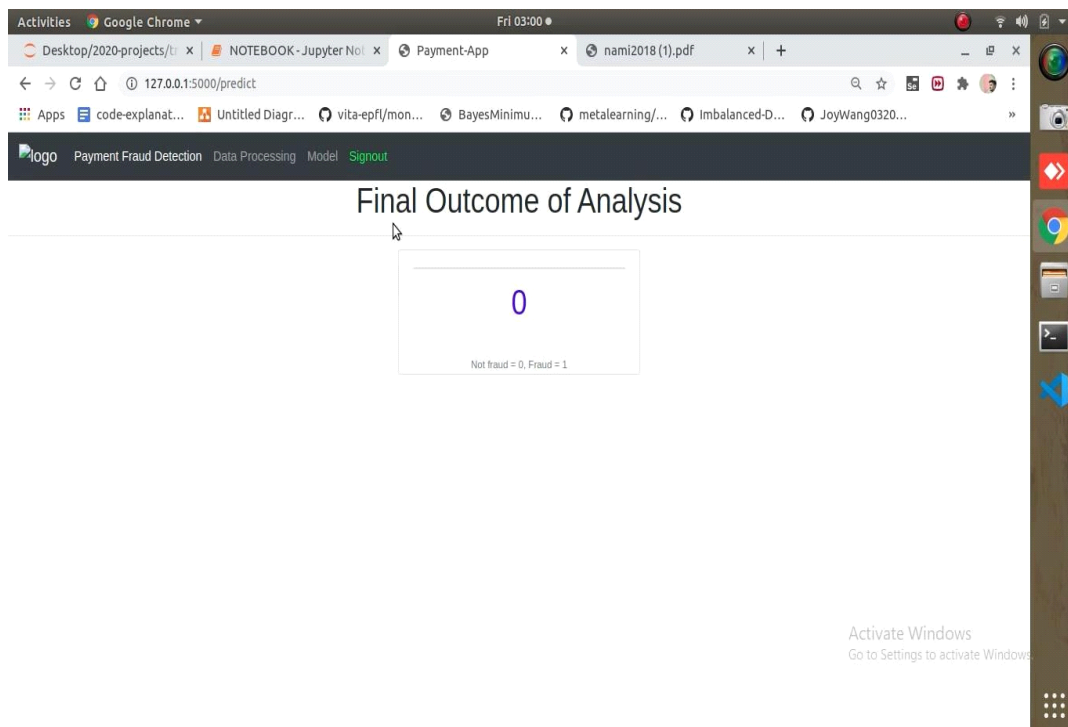 Activities Google Chrome Fri 03:00
Desktop/2020-projects/t NOTEBOOK - Jupyter Not Payment-App nami2018 (1).pdf
127.0.0.1:5000/predict
Apps code-explanat... Untitled Diagr... vita-epfl/mon... BayesMinimu... metalearning/... Imbalanced-D... JoyWang0320... »
logo Payment Fraud Detection Data Processing Model Signout
Final Outcome of Analysis
0
Not fraud = 0, Fraud = 1
Activate Windows
Go to Settings to activate Windows.